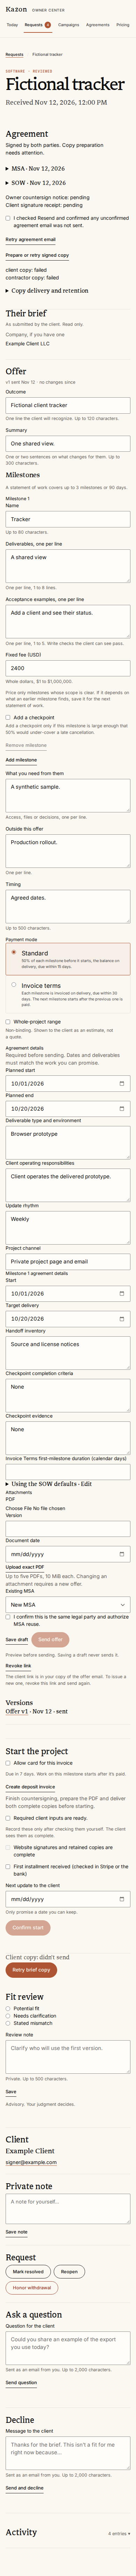 Kazon OWNER CENTER
Today Requests 4 Campaigns Agreements Pricing
Requests Fictional tracker
SOFTWARE · REVIEWED
Fictional tracker
Received Nov 12, 2026, 12:00 PM
Agreement
Signed by both parties. Copy preparation
needs attention.
MSA · Nov 12, 2026
SOW · Nov 12, 2026
Owner countersign notice: pending
Client signature receipt: pending
I checked Resend and confirmed any unconfirmed
agreement email was not sent.
Retry agreement email
Prepare or retry signed copy
client copy: failed
contractor copy: failed
Copy delivery and retention
Their brief
As submitted by the client. Read only.
Company, if you have one
Example Client LLC
Offer
v1 sent Nov 12 · no changes since
Outcome
Fictional client tracker
One line the client will recognise. Up to 120 characters.
Summary
One shared view.
One or two sentences on what changes for them. Up to
300 characters.
Milestones
A statement of work covers up to 3 milestones or 90 days.
Milestone 1
Name
Tracker
Up to 80 characters.
Deliverables, one per line
A shared view
One per line, 1 to 8 lines.
Acceptance examples, one per line
Add a client and see their status.
One per line, 1 to 5. Write checks the client can see pass.
Fixed fee (USD)
2400
Whole dollars, $1 to $1,000,000.
Price only milestones whose scope is clear. If it depends on
what an earlier milestone finds, save it for the next
statement of work.
Add a checkpoint
Add a checkpoint only if this milestone is large enough that
50% would under-cover a late cancellation.
Remove milestone
Add milestone
What you need from them
A synthetic sample.
Access, files or decisions, one per line.
Outside this offer
Production rollout.
One per line.
Timing
Agreed dates.
Up to 500 characters.
Payment mode
Standard
50% of each milestone before it starts, the balance on
delivery, due within 15 days.
Invoice terms
Each milestone is invoiced on delivery, due within 30
days. The next milestone starts after the previous one is
paid.
Whole-project range
Non-binding. Shown to the client as an estimate, not
a quote
Agreement details
Required before sending. Dates and deliverables
must match the work you can promise.
Planned start
10/01/2026
Planned end
10/20/2026
Deliverable type and environment
Browser prototype
Client operating responsibilities
Client operates the delivered prototype.
Update rhythm
Weekly
Project channel
Private project page and email
Milestone 1 agreement details
Start
10/01/2026
Target delivery
10/20/2026
Handoff inventory
Source and license notices
Checkpoint completion criteria
None
Checkpoint evidence
None
Invoice Terms first-milestone duration (calendar days)
Using the SOW defaults · Edit
Attachments
PDF
Choose File No file chosen
Version
Document date
mm/dd/yyyy
Upload exact PDF
Up to five PDFs, 10 MiB each. Changing an
attachment requires a new offer.
Existing MSA
New MSA
I confirm this is the same legal party and authorize
MSA reuse.
Save draft Send offer
Preview before sending. Saving a draft never sends it.
Revoke link
The client link is in your copy of the offer email. To issue a
new one, revoke this link and send again.
Versions
Offer v1 · Nov 12 · sent
Start the project
Allow card for this invoice
Due in 7 days. Work on this milestone starts after it's paid.
Create deposit invoice
Finish countersigning, prepare the PDF and deliver
both complete copies before starting.
Required client inputs are ready.
Record these only after checking them yourself. The client
sees them as complete.
Website signatures and retained copies are
complete
First installment received (checked in Stripe or the
bank)
Next update to the client
mm/dd/yyyy
Only promise a date you can keep.
Confirm start
Client copy: didn't send
Retry brief copy
Fit review
Potential fit
Needs clarification
Stated mismatch
Review note
Clarify who will use the first version.
Private. Up to 500 characters.
Save
Advisory. Your judgment decides.
Client
Example Client
signer@example.com
Private note
A note for yourself...
Save note
Request
Mark resolved Reopen
Honor withdrawal
Ask a question
Question for the client
Could you share an example of the export
you use today?
Sent as an email from you. Up to 2,000 characters.
Send question
Decline
Message to the client
Thanks for the brief. This isn't a fit for me
right now because...
Sent as an email from you. Up to 2,000 characters.
Send and decline
Activity 4 entries